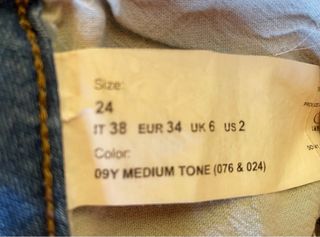 Size:
24
IT 38 EUR 34 UK 6 US 2
Color:
09Y MEDIUM TONE (076 & 024)